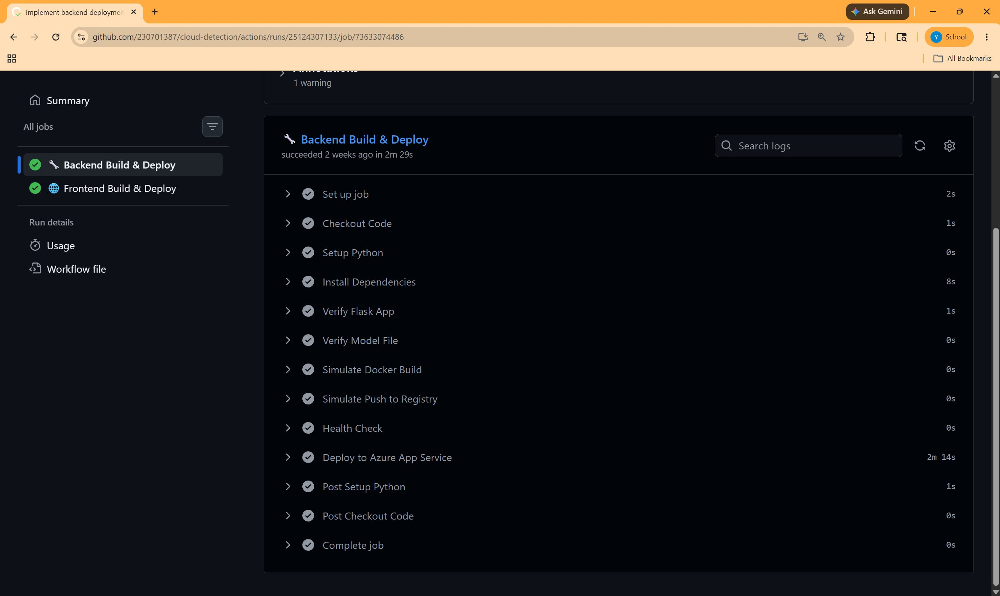 Implement backend deploymen
Ask Gemini
github.com/230701387/cloud-detection/actions/runs/25124307133/job/73633074486
Y School
All Bookmarks
Annotations
1 warning
Summary
All jobs
Backend Build & Deploy
Frontend Build & Deploy
Run details
Usage
Workflow file
Backend Build & Deploy
succeeded 2 weeks ago in 2m 29s
Search logs
Set up job 2s
Checkout Code 1s
Setup Python 0s
Install Dependencies 8s
Verify Flask App 1s
Verify Model File 0s
Simulate Docker Build 0s
Simulate Push to Registry 0s
Health Check 0s
Deploy to Azure App Service 2m 14s
Post Setup Python 1s
Post Checkout Code 0s
Complete job 0s